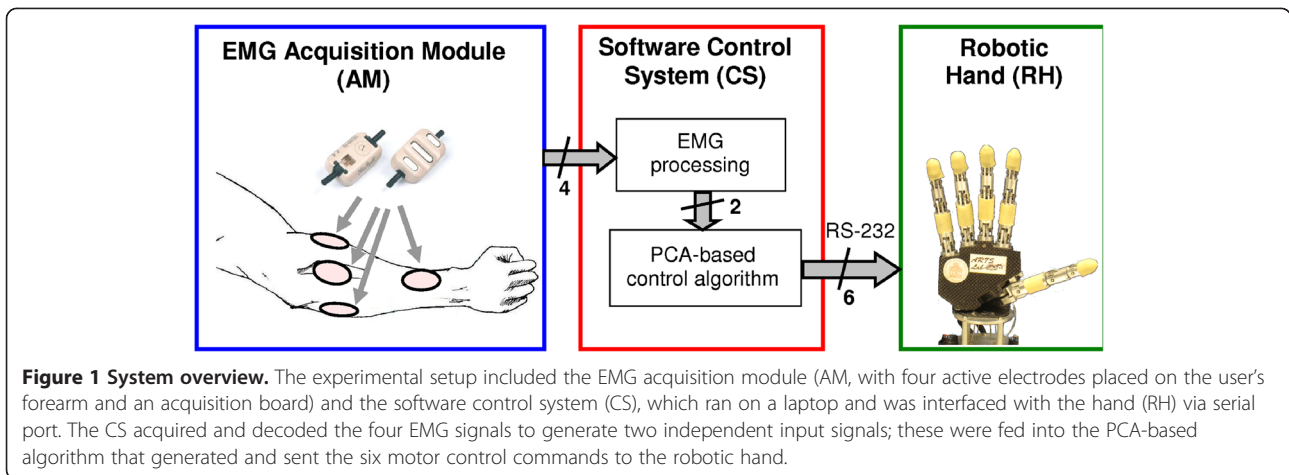 EMG Acquisition Module
(AM)
Software Control
System (CS)
Robotic
Hand (RH)
EMG
processing
4
2
PCA-based
control algorithm
RS-232
6
ARTS
Figure 1 System overview. The experimental setup included the EMG acquisition module (AM, with four active electrodes placed on the user's
forearm and an acquisition board) and the software control system (CS), which ran on a laptop and was interfaced with the hand (RH) via serial
port. The CS acquired and decoded the four EMG signals to generate two independent input signals; these were fed into the PCA-based
algorithm that generated and sent the six motor control commands to the robotic hand.